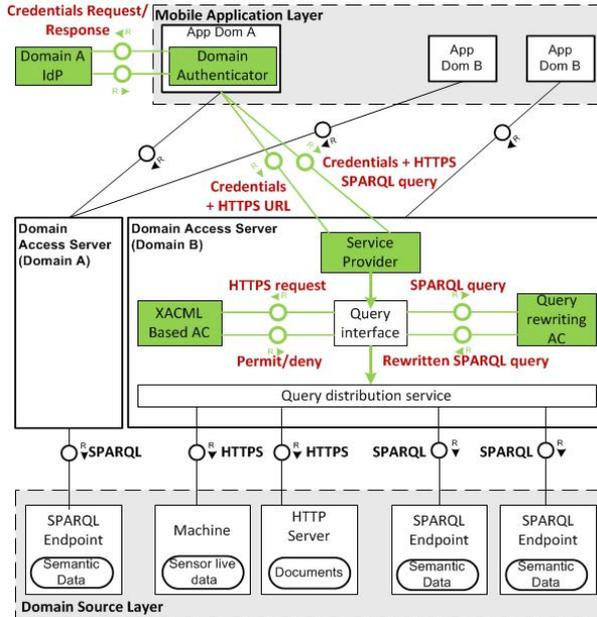 Credentials Request/
Response
Mobile Application Layer
App Dom A
Domain A
IdP
Domain
Authenticator
App
Dom B
App
Dom B
R
R
R
R
R
R
R
Credentials + HTTPS
SPARQL query
Credentials
+ HTTPS URL
Domain
Access Server
(Domain A)
Domain Access Server
(Domain B)
Service
Provider
HTTPS request
SPARQL query
R
R
XACML
Based AC
Query
interface
Query
rewriting
AC
R
R
Permit/deny
Rewritten SPARQL query
Query distribution service
R
SPARQL
R
HTTPS
R
HTTPS
SPARQL
R
SPARQL
R
SPARQL
Endpoint
Semantic
Data
Machine
Sensor live
data
HTTP
Server
Documents
SPARQL
Endpoint
Semantic
Data
SPARQL
Endpoint
Semantic
Data
Domain Source Layer